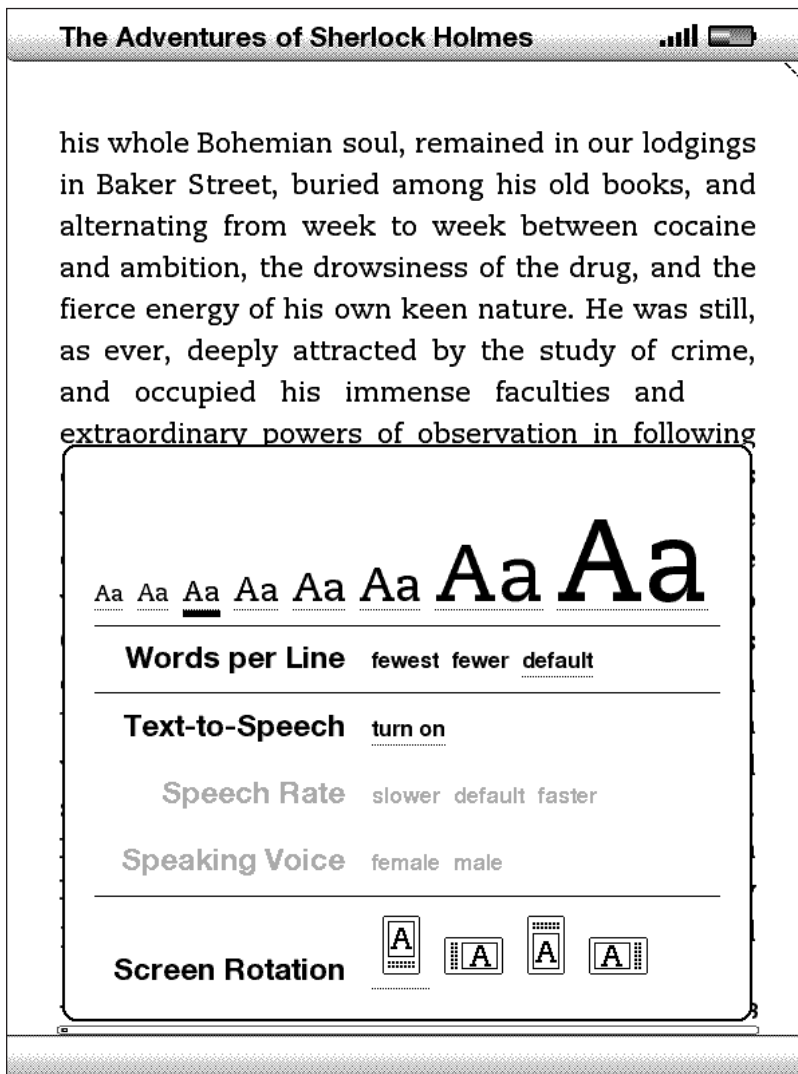 The Adventures of Sherlock Holmes
his whole Bohemian soul, remained in our lodgings
in Baker Street, buried among his old books, and
alternating from week to week between cocaine
and ambition, the drowsiness of the drug, and the
fierce energy of his own keen nature. He was still,
as ever, deeply attracted by the study of crime,
and occupied his immense faculties and
extraordinary powers of observation in following
Aa Aa Aa Aa Aa Aa Aa Aa
Words per Line fewest fewer default
Text-to-Speech turn on
Speech Rate slower default faster
Speaking Voice female male
Screen Rotation A A A A